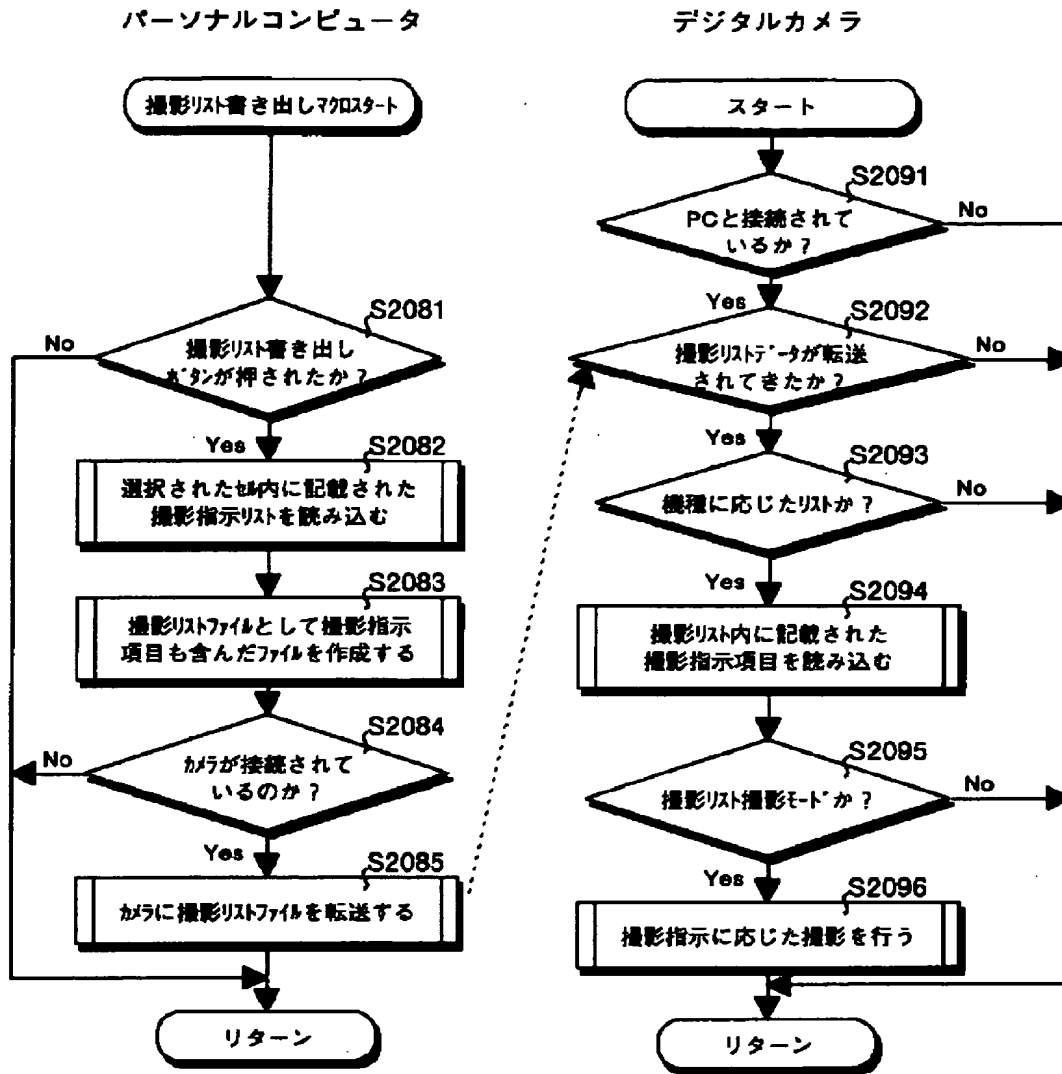 パーソナルコンピュータ
撮影リスト書き出しマクロスタート
S2081
No
撮影リスト書き出し
ボタンが押されたか？
Yes
S2082
選択されたセル内に記載された
撮影指示リストを読み込む
S2083
撮影リストファイルとして撮影指示
項目も含んだファイルを作成する
S2084
No
カメラが接続されて
いるのか？
Yes
S2085
カメラに撮影リストファイルを転送する
リターン
デジタルカメラ
スタート
S2091
No
PCと接続されて
いるか？
Yes
S2092
No
撮影リストデータが転送
されてきたか？
Yes
S2093
No
機種に応じたリストか？
Yes
S2094
撮影リスト内に記載された
撮影指示項目を読み込む
S2095
No
撮影リスト撮影モードか？
Yes
S2096
撮影指示に応じた撮影を行う
リターン